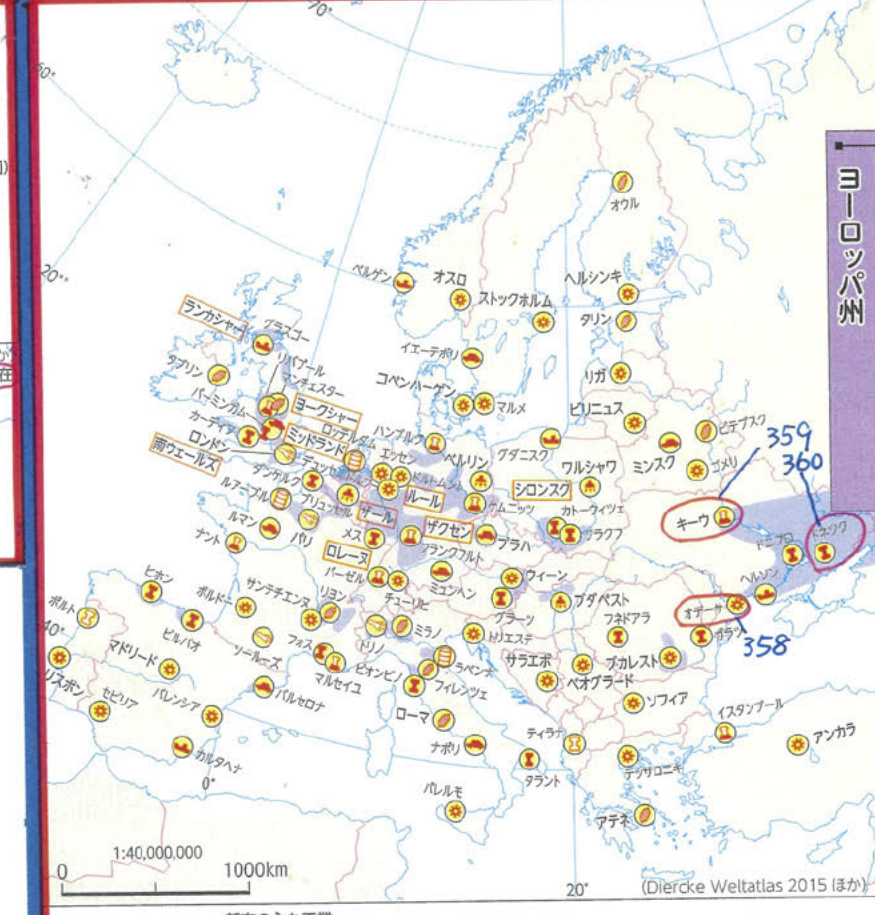 70°
60°
20°
ヨーロッパ州
オウル
ベルゲン
オスロ
ヘルシンキ
ストックホルム
タリン
ランカシャー
グラスゴー
イェーテボリ
リガ
リバプール
マンチェスター
ダブリン
コペンハーゲン
マルメ
ビリニュス
ビテプスク
バーミンガム
ヨークシャー
カーディフ
ミッドランド
ロッテルダム
ハンブルク
グダニスク
ミンスク
ゴメリ
359
360
ロンドン
南ウェールズ
エッセン
ドルトムント
ベルリン
ワルシャワ
ダンケルク
デュッセルドルフ
ルール
シロンスク
ルアーブル
ブリュッセル
ザール
ケムニッツ
カトーヴィツェ
キーウ
ドニプロ
ドネツク
ルマン
パリ
メス
ザクセン
フランクフルト
プラハ
クラクフ
ナント
ロレーヌ
ヘルソン
ヒホン
バーゼル
ミュンヘン
ウィーン
オデーサ
ポルト
ボルドー
サンテチエンヌ
リヨン
チューリヒ
グラーツ
ブダペスト
フネドアラ
ガラツ
358
40°
ビルバオ
フォス
トリノ
ミラノ
トリエステ
マドリード
トゥールーズ
マルセイユ
ピオンビノ
ラベンナ
サラエボ
ブカレスト
リスボン
バレンシア
バルセロナ
フィレンツェ
ベオグラード
セビリア
ローマ
ソフィア
イスタンブール
カルタヘナ
ナポリ
ティラナ
アンカラ
0°
タラント
テッサロニキ
パレルモ
アテネ
1:40,000,000
0 1000km
20°
(Diercke Weltatlas 2015 ほか)